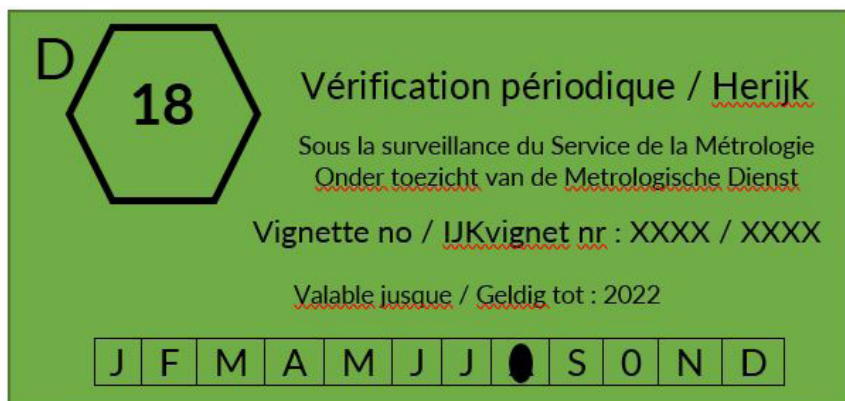 D
18
Vérification périodique / Herijk
Sous la surveillance du Service de la Métrologie
Onder toezicht van de Metrologische Dienst
Vignette no / IJKvignet nr : XXXX / XXXX
Valable jusque / Geldig tot : 2022
J F M A M J J S 0 N D